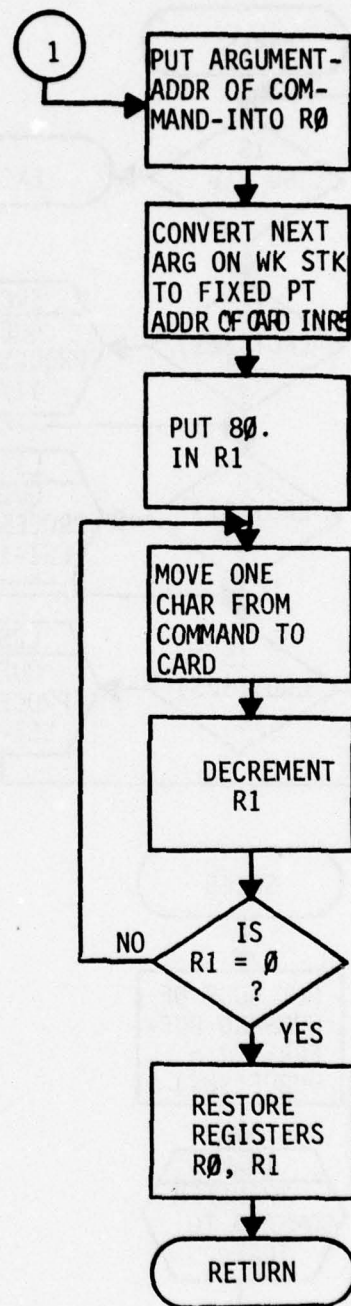 1
PUT ARGUMENT-
ADDR OF COM-
MAND-INTO RØ
CONVERT NEXT
ARG ON WK STK
TO FIXED PT
ADDR OF CARD IN R5
PUT 8Ø.
IN R1
MOVE ONE
CHAR FROM
COMMAND TO
CARD
DECREMENT
R1
IS
R1 = Ø
?
NO
YES
RESTORE
REGISTERS
RØ, R1
RETURN